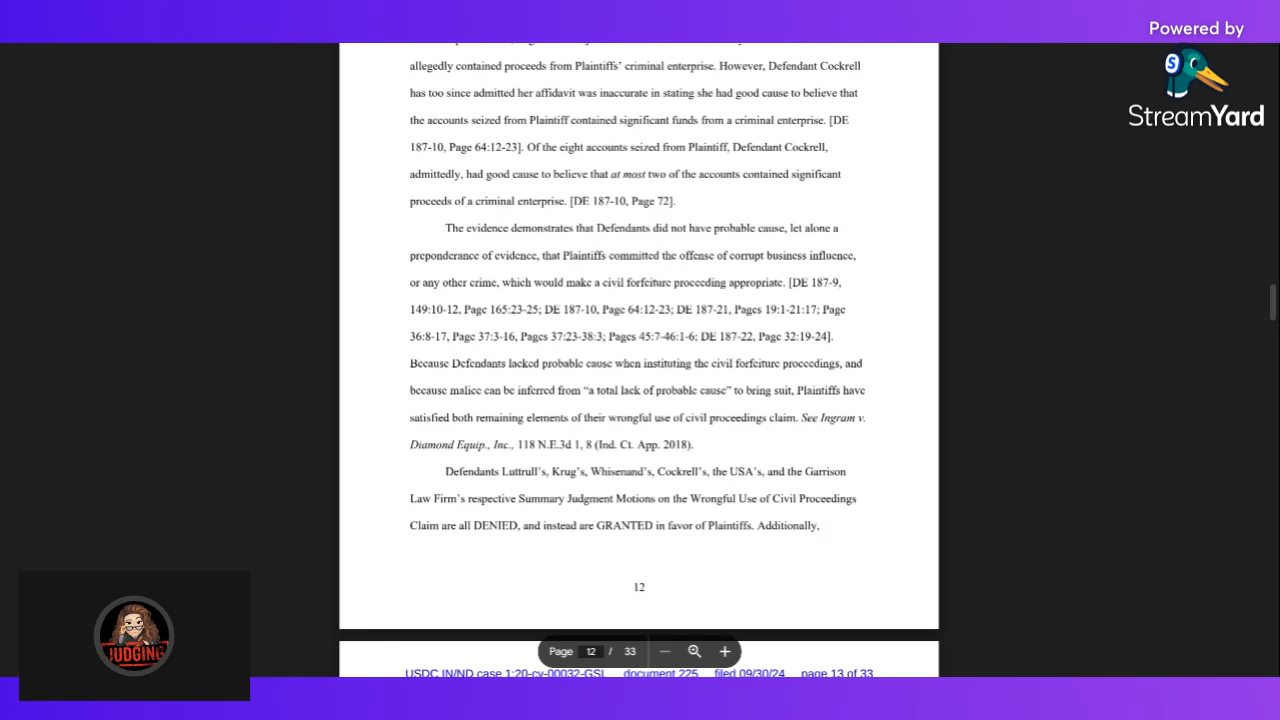 Powered by
StreamYard
allegedly contained proceeds from Plaintiffs' criminal enterprise. However, Defendant Cockrell
has too since admitted her affidavit was inaccurate in stating she had good cause to believe that
the accounts seized from Plaintiff contained significant funds from a criminal enterprise. [DE
187-10, Page 64:12-23]. Of the eight accounts seized from Plaintiff, Defendant Cockrell,
admittedly, had good cause to believe that at most two of the accounts contained significant
proceeds of a criminal enterprise. [DE 187-10, Page 72].
The evidence demonstrates that Defendants did not have probable cause, let alone a
preponderance of evidence, that Plaintiffs committed the offense of corrupt business influence,
or any other crime, which would make a civil forfeiture proceeding appropriate. [DE 187-9,
149:10-12, Page 165:23-25; DE 187-10, Page 64:12-23; DE 187-21, Pages 19:1-21:17; Page
36:8-17, Page 37:3-16, Pages 37:23-38:3; Pages 45:7-46:1-6; DE 187-22, Page 32:19-24].
Because Defendants lacked probable cause when instituting the civil forfeiture proceedings, and
because malice can be inferred from "a total lack of probable cause" to bring suit, Plaintiffs have
satisfied both remaining elements of their wrongful use of civil proceedings claim. See Ingram v.
Diamond Equip., Inc., 118 N.E.3d 1, 8 (Ind. Ct. App. 2018).
Defendants Luttrull's, Krug's, Whisenand's, Cockrell's, the USA's, and the Garrison
Law Firm's respective Summary Judgment Motions on the Wrongful Use of Civil Proceedings
Claim are all DENIED, and instead are GRANTED in favor of Plaintiffs. Additionally,
12
JUDGING
Page 12 / 33
USDC IN/ND case 1:20-cv-00032-GSL document 225 filed 09/30/24 page 13 of 33